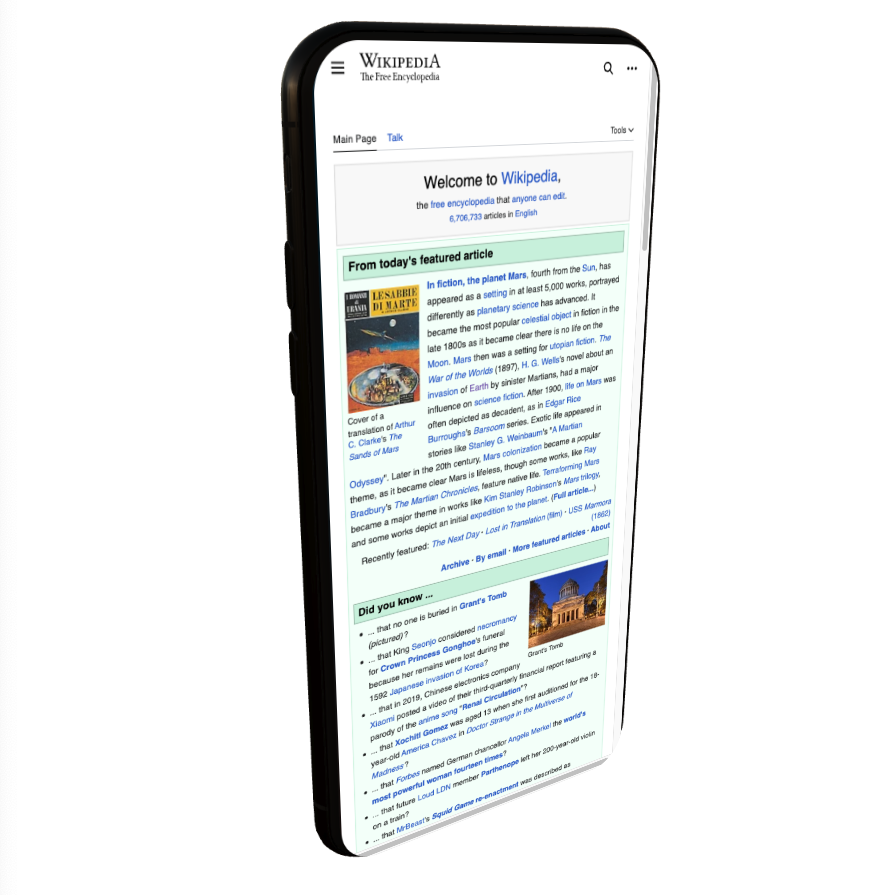 WIKIPEDIA
The Free Encyclopedia
Main Page Talk
Tools
Welcome to Wikipedia,
the free encyclopedia that anyone can edit.
6,706,733 articles in English
From today's featured article
LE SABBIE
DI MARTE
Cover of a
translation of Arthur
C. Clarke's The
Sands of Mars
In fiction, the planet Mars, fourth from the Sun, has
appeared as a setting in at least 5,000 works, portrayed
differently as planetary science has advanced. It
became the most popular celestial object in fiction in the
late 1800s as it became clear there is no life on the
Moon. Mars then was a setting for utopian fiction. The
War of the Worlds (1897), H. G. Wells's novel about an
invasion of Earth by sinister Martians, had a major
influence on science fiction. After 1900, life on Mars was
often depicted as decadent, as in Edgar Rice
Burroughs's Barsoom series. Exotic life appeared in
stories like Stanley G. Weinbaum's "A Martian
Odyssey". Later in the 20th century, Mars colonization became a popular
theme, as it became clear Mars is lifeless, though some works, like Ray
Bradbury's The Martian Chronicles, feature native life. Terraforming Mars
became a major theme in works like Kim Stanley Robinson's Mars trilogy,
and some works depict an initial expedition to the planet. (Full article...)
Recently featured: The Next Day · Lost in Translation (film) · USS Marmora
(1862)
Archive · By email · More featured articles · About
Did you know ...
Grant's Tomb
• ... that no one is buried in Grant's Tomb
(pictured)?
• ... that King Seonjo considered necromancy
for Crown Princess Gonghoe's funeral
because her remains were lost during the
1592 Japanese invasion of Korea?
• ... that in 2019, Chinese electronics company
Xiaomi posted a video of their third-quarterly financial report featuring a
parody of the anime song "Renal Circulation"?
• ... that Xochitl Gomez was aged 13 when she first auditioned for the 18-
year-old America Chavez in Doctor Strange in the Multiverse of
Madness?
• ... that Forbes named German chancellor Angela Merkel the world's
most powerful woman fourteen times?
• ... that future Loud LDN member Parthenope left her 200-year-old violin
on a train?
• ... that MrBeast's Squid Game re-enactment was described as